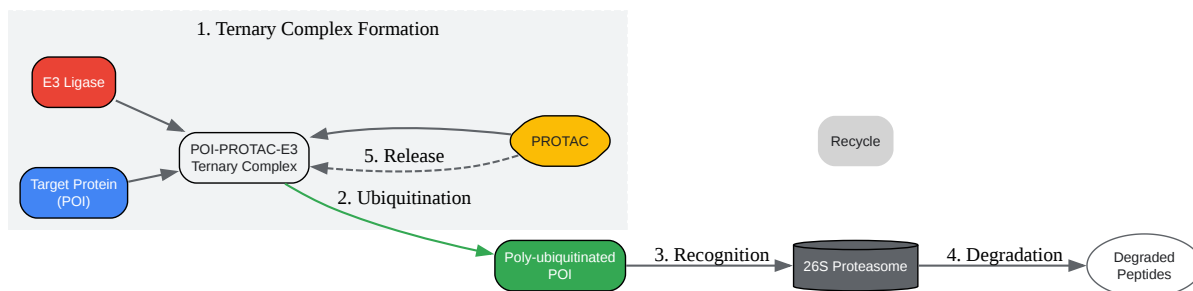 1. Ternary Complex Formation
E3 Ligase
POI-PROTAC-E3
Ternary Complex
PROTAC
Recycle
5. Release
Target Protein
(POI)
2. Ubiquitination
Poly-ubiquitinated
POI
3. Recognition
26S Proteasome
4. Degradation
Degraded
Peptides